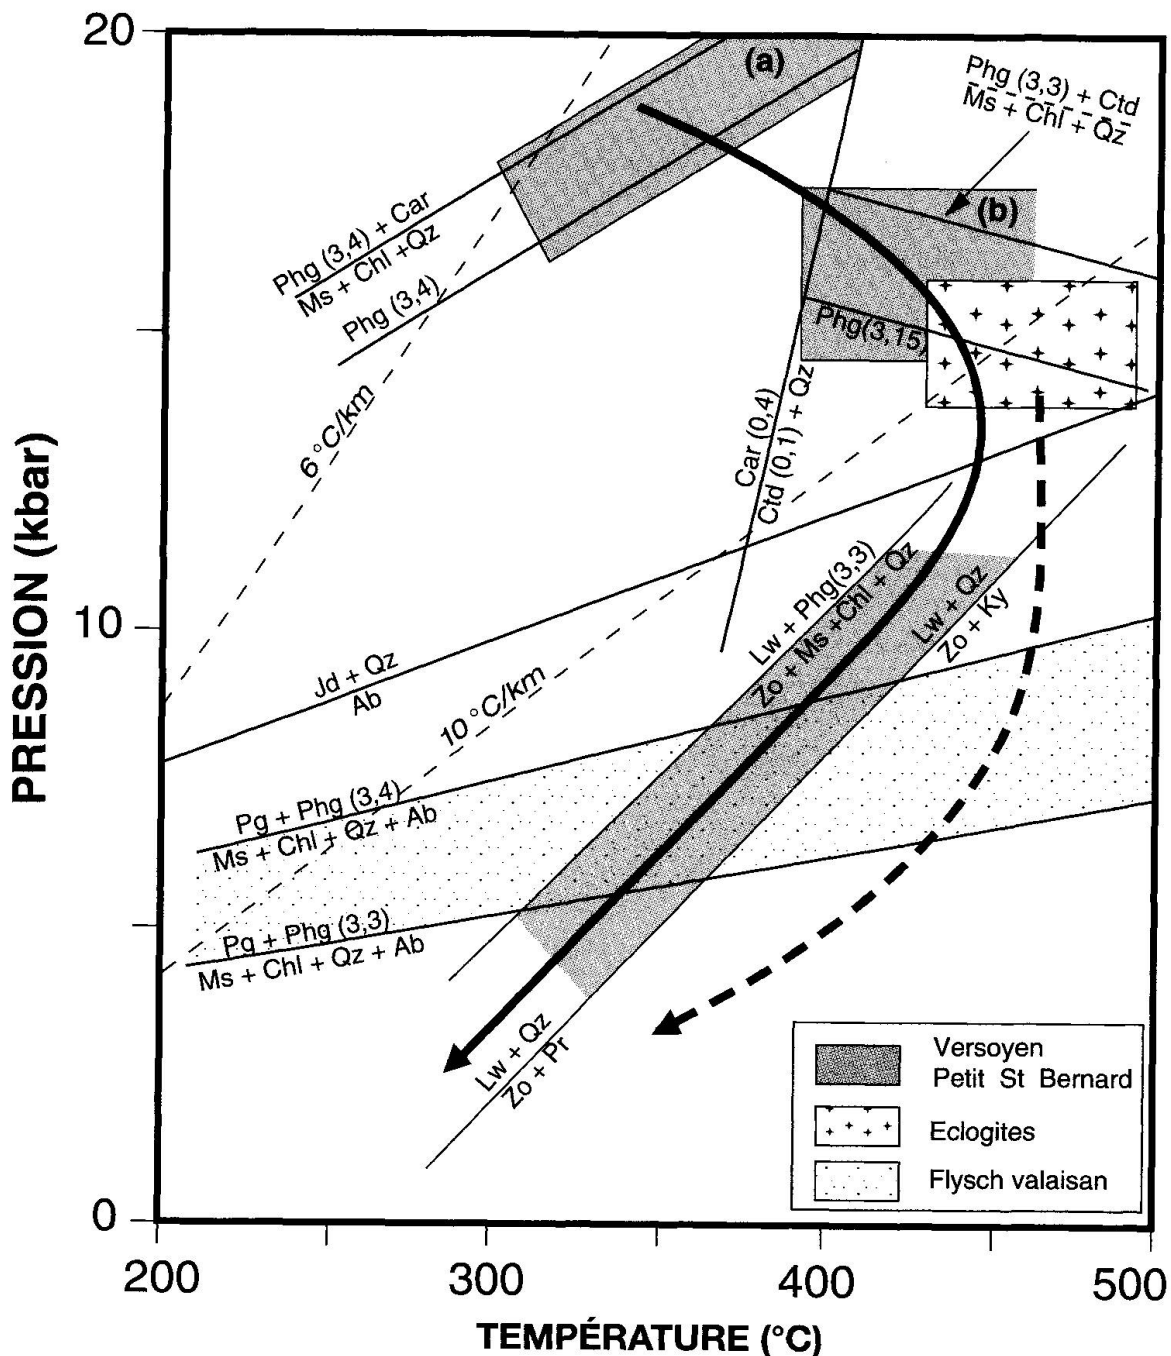 20
(a)
Phg (3,3) + Ctd
Ms + Chl + Qz
(b)
Phg (3,4) + Car
Ms + Chl +Qz
Phg (3,4)
Phg(3,15)
6 °C/km
Car (0,4)
Ctd (0,1) + Qz
PRESSION (kbar)
10
Lw + Phg(3,3)
Zo + Ms +Chl + Qz
Lw + Qz
Zo + Ky
Jd + Qz
Ab
10 °C/km
Pg + Phg (3,4)
Ms + Chl + Qz + Ab
Pg + Phg (3,3)
Ms + Chl + Qz + Ab
Lw + Qz
Zo + Pr
Versoyen
Petit St Bernard
Eclogites
Flysch valaisan
0
200
300
400
500
TEMPÉRATURE (°C)